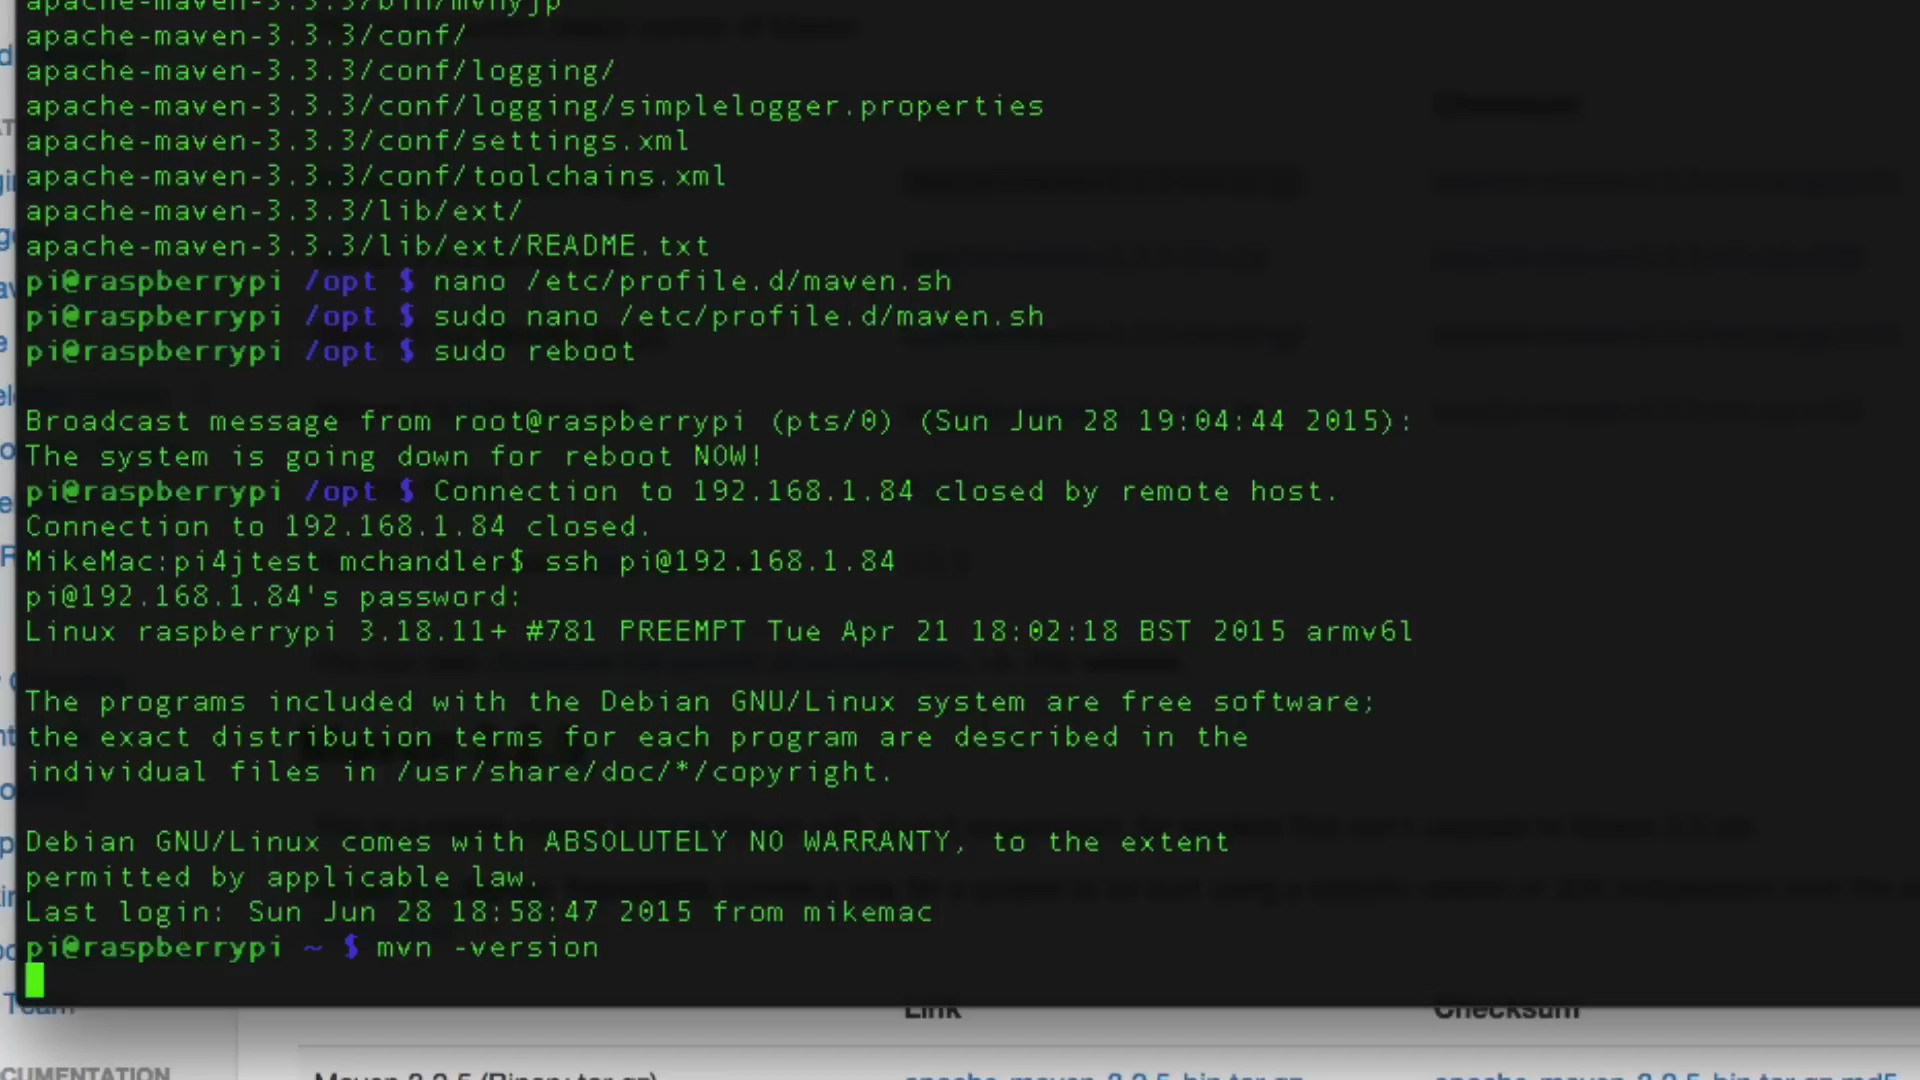 apache-maven-3.3.3/bin/mvnyjp
apache-maven-3.3.3/conf/
apache-maven-3.3.3/conf/logging/
apache-maven-3.3.3/conf/logging/simplelogger.properties
apache-maven-3.3.3/conf/settings.xml
apache-maven-3.3.3/conf/toolchains.xml
apache-maven-3.3.3/lib/ext/
apache-maven-3.3.3/lib/ext/README.txt
pi@raspberrypi /opt $ nano /etc/profile.d/maven.sh
pi@raspberrypi /opt $ sudo nano /etc/profile.d/maven.sh
pi@raspberrypi /opt $ sudo reboot
Broadcast message from root@raspberrypi (pts/0) (Sun Jun 28 19:04:44 2015):
The system is going down for reboot NOW!
pi@raspberrypi /opt $ Connection to 192.168.1.84 closed by remote host.
Connection to 192.168.1.84 closed.
MikeMac:pi4jtest mchandler$ ssh pi@192.168.1.84
pi@192.168.1.84's password:
Linux raspberrypi 3.18.11+ #781 PREEMPT Tue Apr 21 18:02:18 BST 2015 armv6l
The programs included with the Debian GNU/Linux system are free software;
the exact distribution terms for each program are described in the
individual files in /usr/share/doc/*/copyright.
Debian GNU/Linux comes with ABSOLUTELY NO WARRANTY, to the extent
permitted by applicable law.
Last login: Sun Jun 28 18:58:47 2015 from mikemac
pi@raspberrypi ~ $ mvn -version
Team
Link Checksum